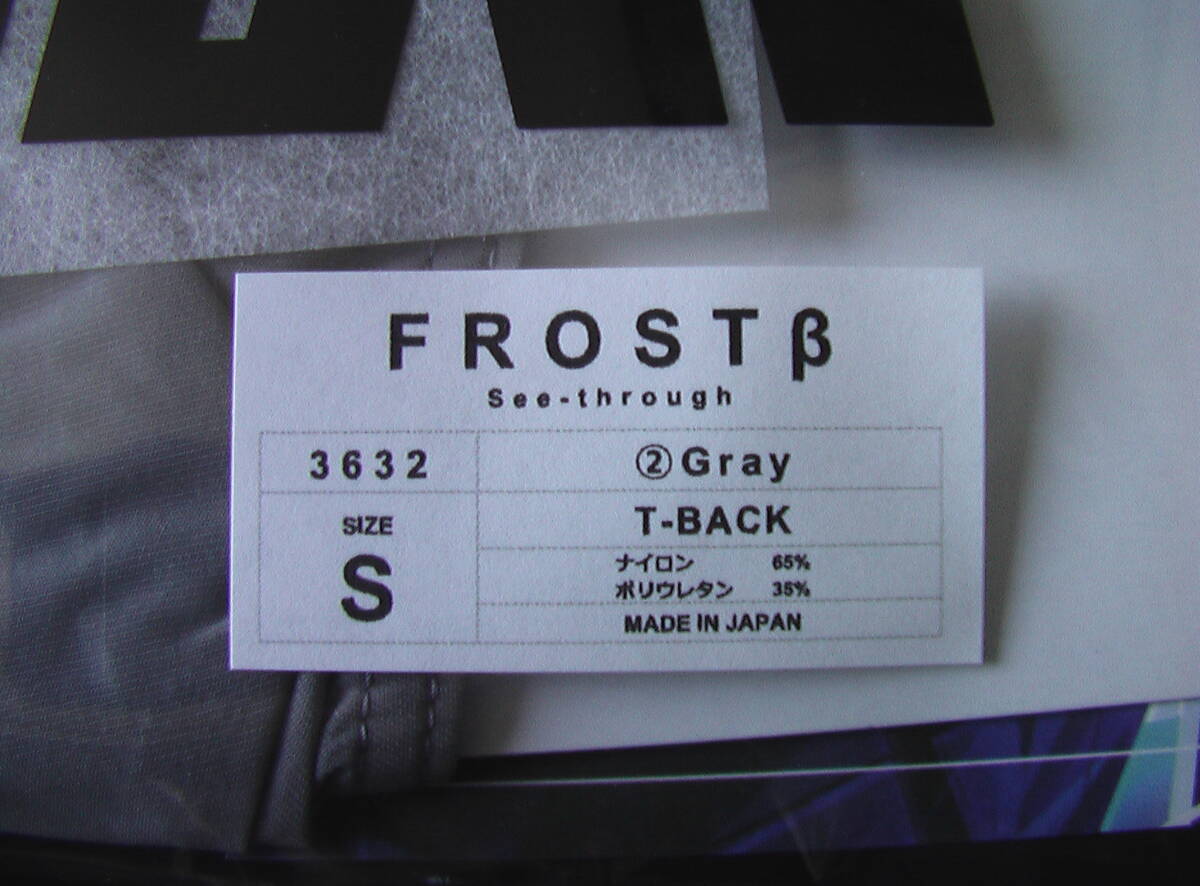 FROSTβ
See-through
3632
②Gray
SIZE
S
T-BACK
ナイロン 65%
ポリウレタン 35%
MADE IN JAPAN